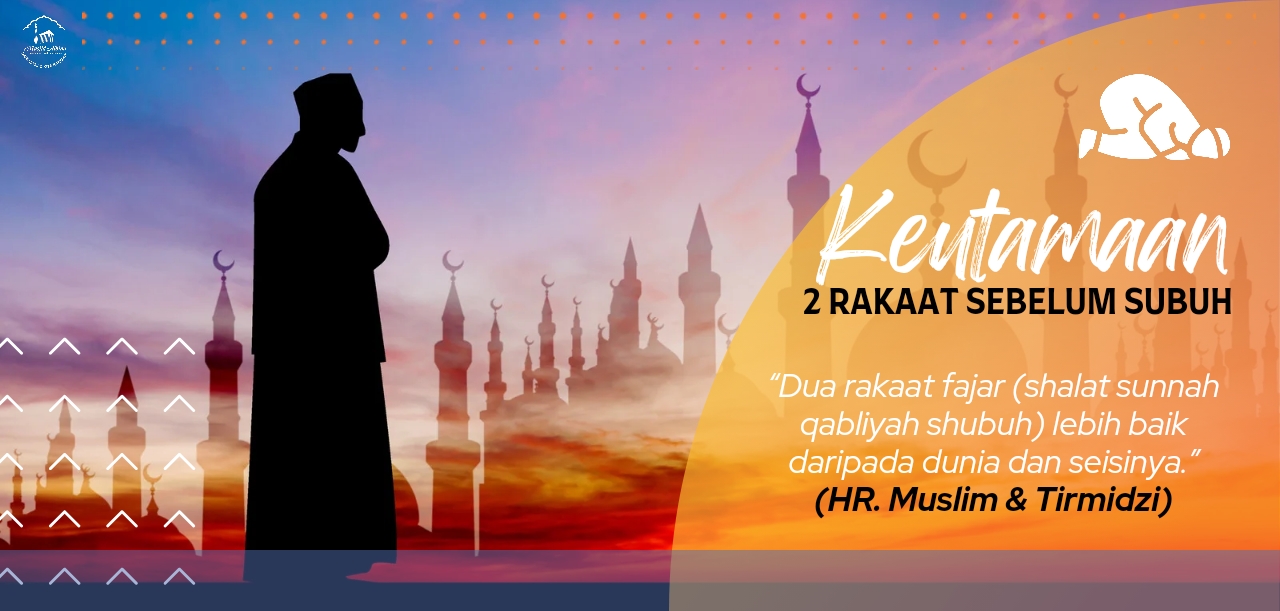 Keutamaan
2 RAKAAT SEBELUM SUBUH
“Dua rakaat fajar (shalat sunnah
qabliyah shubuh) lebih baik
daripada dunia dan seisinya.”
(HR. Muslim & Tirmidzi)